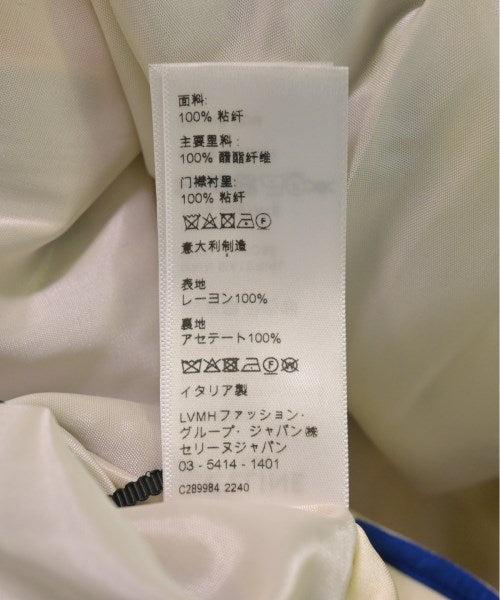 面料:
100% 粘纤
主要里料:
100% 醋酯纤维
门襟衬里:
100% 粘纤
意大利制造
表地
レーヨン100%
裏地
アセテート100%
イタリア製
LVMHファッション・
グループ・ジャパン㈱
セリーヌジャパン
03 - 5414 - 1401
C289984 2240